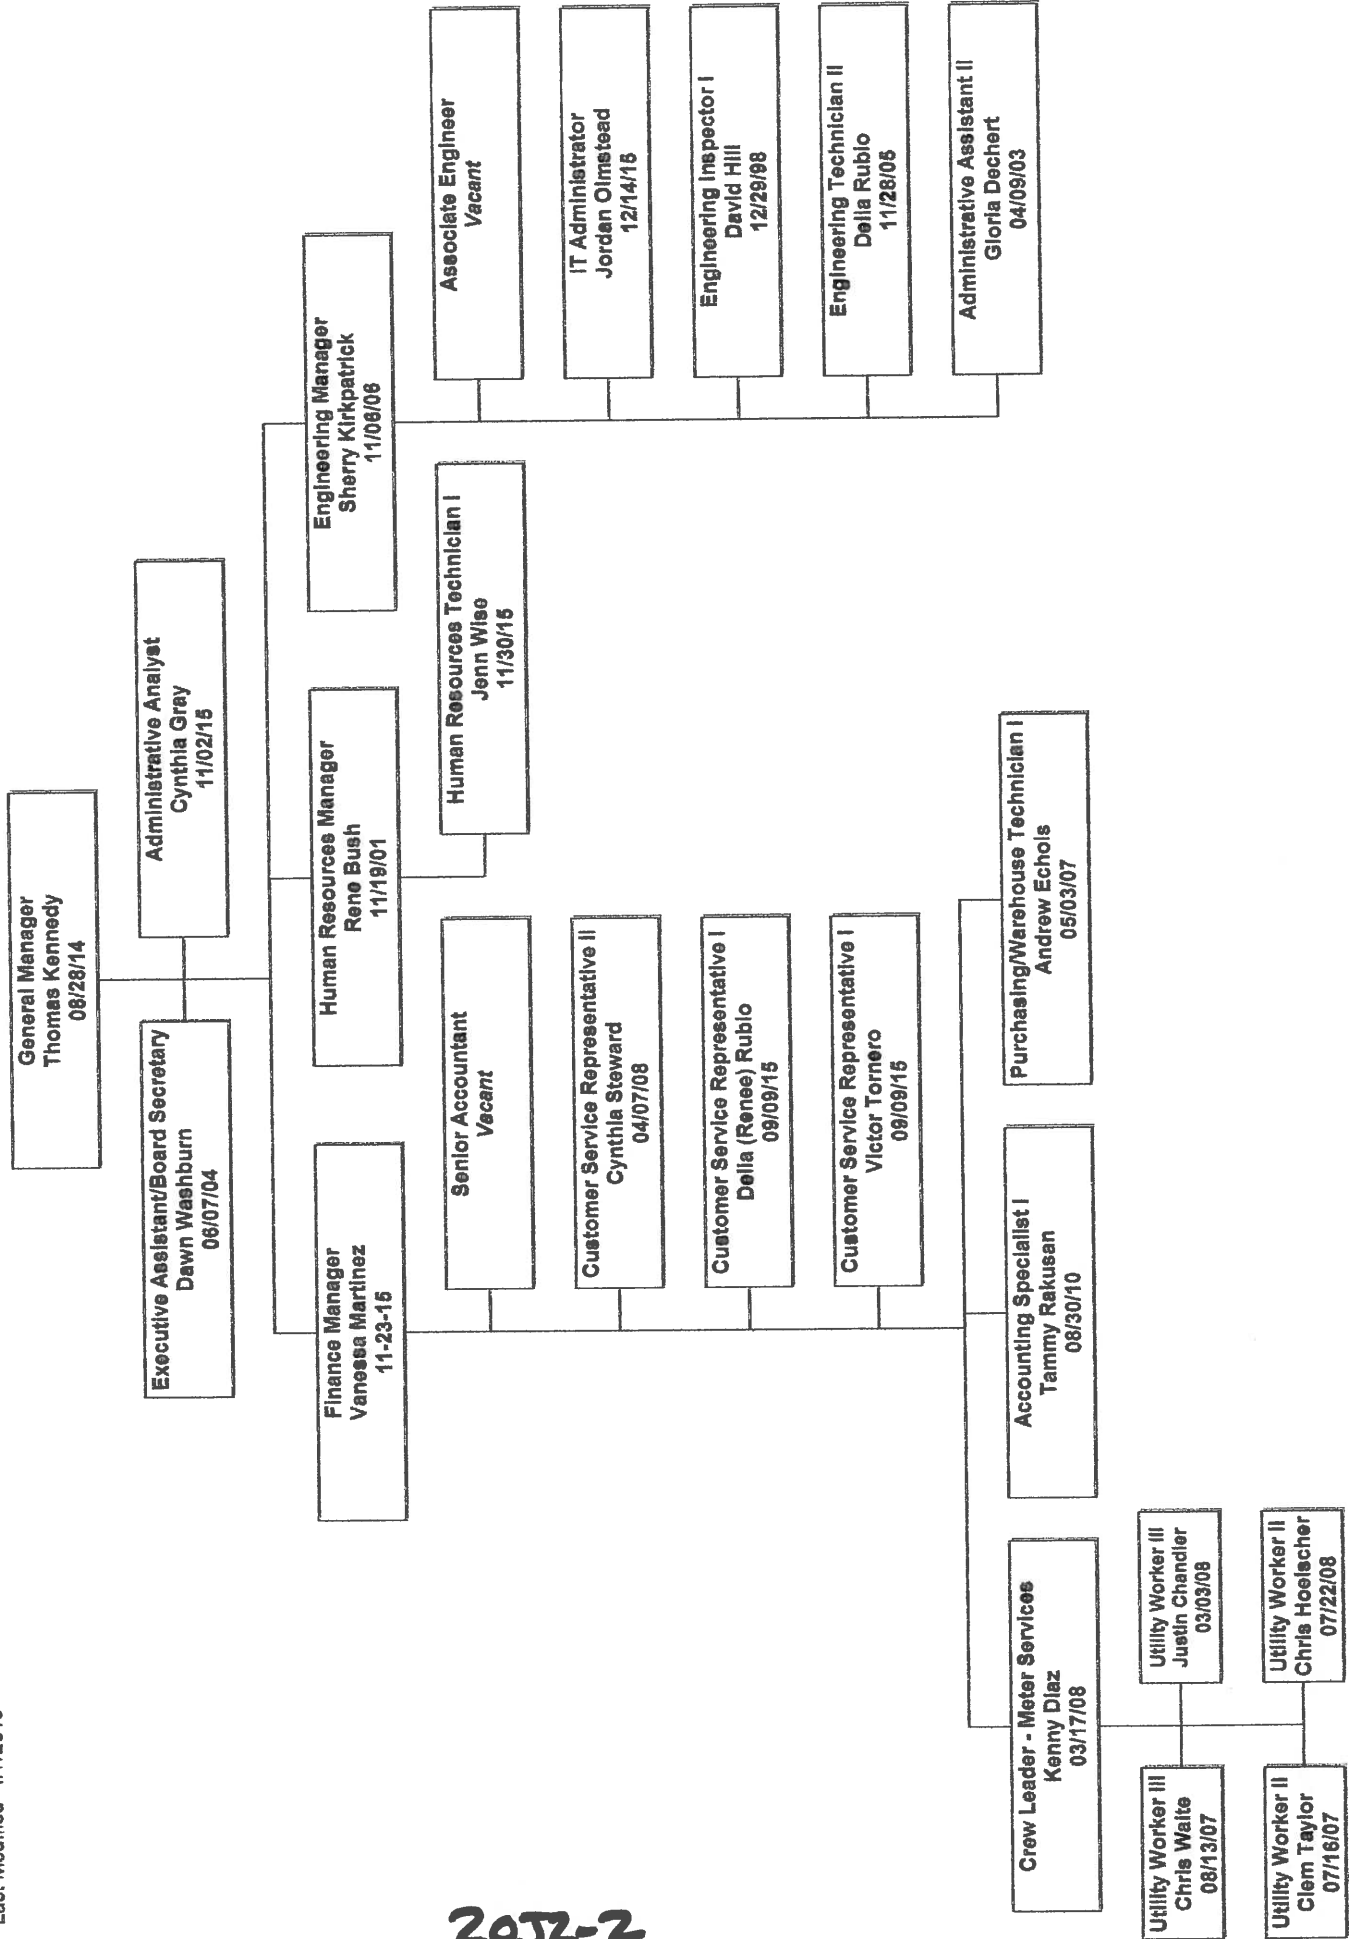 General Manager
Thomas Kennedy
08/28/14
Executive Assistant/Board Secretary
Dawn Washburn
06/07/04
Administrative Analyst
Cynthia Gray
11/02/15
Finance Manager
Vanessa Martinez
11-23-15
Human Resources Manager
Rene Bush
11/19/01
Engineering Manager
Sherry Kirkpatrick
11/06/06
Senior Accountant
Vacant
Customer Service Representative II
Cynthia Steward
04/07/08
Customer Service Representative I
Delia (Renee) Rubio
09/09/15
Customer Service Representative I
Victor Tornero
09/09/15
Human Resources Technician I
Jenn Wise
11/30/15
Associate Engineer
Vacant
IT Administrator
Jordan Olmstead
12/14/15
Engineering Inspector I
David Hill
12/29/98
Engineering Technician II
Delia Rubio
11/28/05
Administrative Assistant II
Gloria Dechert
04/09/03
Crew Leader - Meter Services
Kenny Diaz
03/17/08
Accounting Specialist I
Tammy Rakusan
08/30/10
Purchasing/Warehouse Technician I
Andrew Echols
05/03/07
Utility Worker III
Chris Waite
08/13/07
Utility Worker III
Justin Chandler
03/03/08
Utility Worker II
Clem Taylor
07/16/07
Utility Worker II
Chris Hoelscher
07/22/08
20J2-2